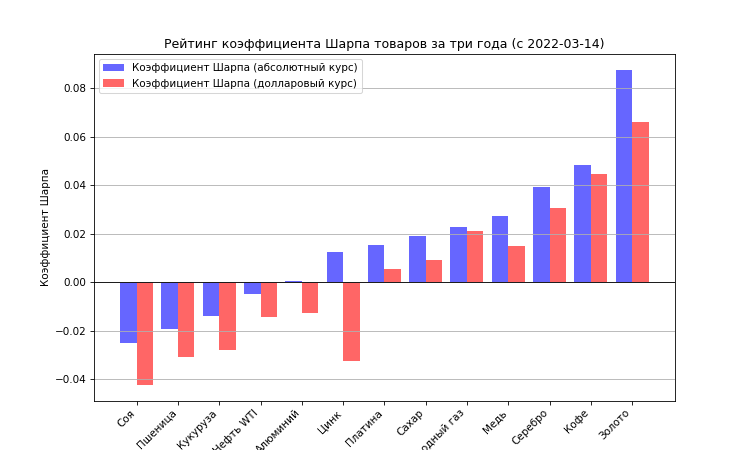 Рейтинг коэффициента Шарпа товаров за три года (с 2022-03-14)
Коэффициент Шарпа (абсолютный курс)
Коэффициент Шарпа (долларовый курс)
Коэффициент Шарпа
0.08
0.06
0.04
0.02
0.00
−0.02
−0.04
Соя
Пшеница
Кукуруза
Нефть WTI
Алюминий
Цинк
Платина
Сахар
газ
Медь
Серебро
Кофе
Золото